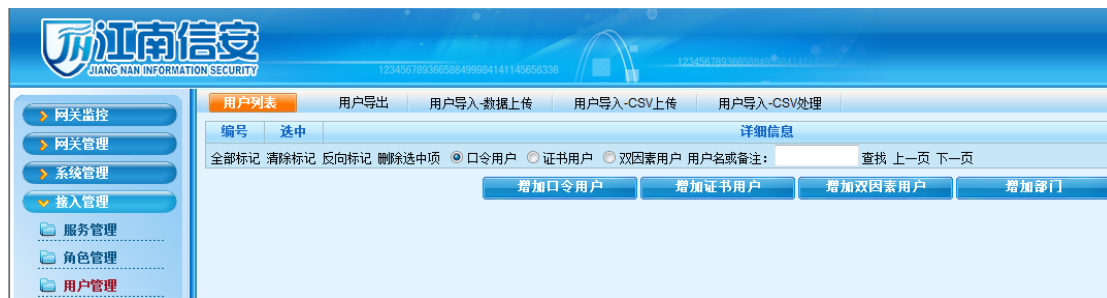 江南信安
JIANG NAN INFORMATION SECURITY
用户列表 用户导出 用户导入-数据上传 用户导入-CSV上传 用户导入-CSV处理
网关监控
编号 选中 详细信息
网关管理
全部标记 清除标记 反向标记 删除选中项 口令用户 证书用户 双因素用户 用户名或备注: 查找 上一页 下一页
系统管理
增加口令用户 增加证书用户 增加双因素用户 增加部门
接入管理
服务管理
角色管理
用户管理